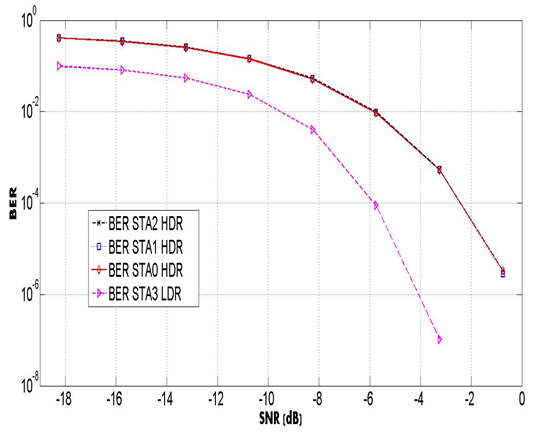 10^0
10^-2
10^-4
10^-6
10^-8
BER
BER STA2 HDR
BER STA1 HDR
BER STA0 HDR
BER STA3 LDR
-18 -16 -14 -12 -10 -8 -6 -4 -2 0
SNR (dB)